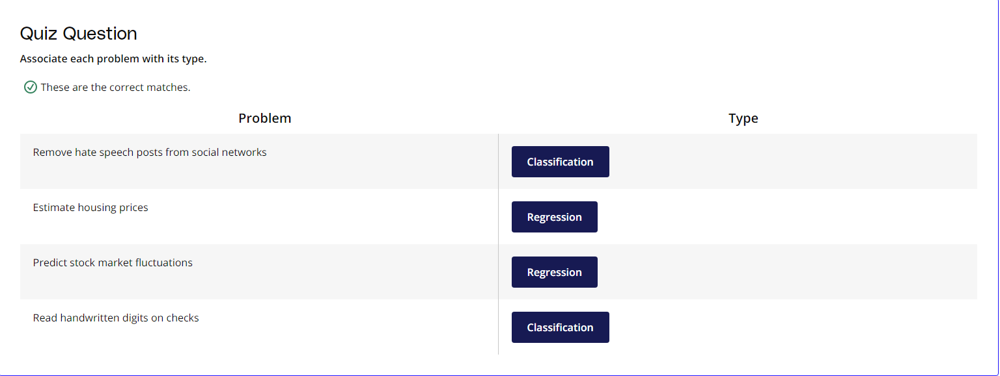 Quiz Question
Associate each problem with its type.
These are the correct matches.
Problem Type
Remove hate speech posts from social networks
Classification
Estimate housing prices
Regression
Predict stock market fluctuations
Regression
Read handwritten digits on checks
Classification